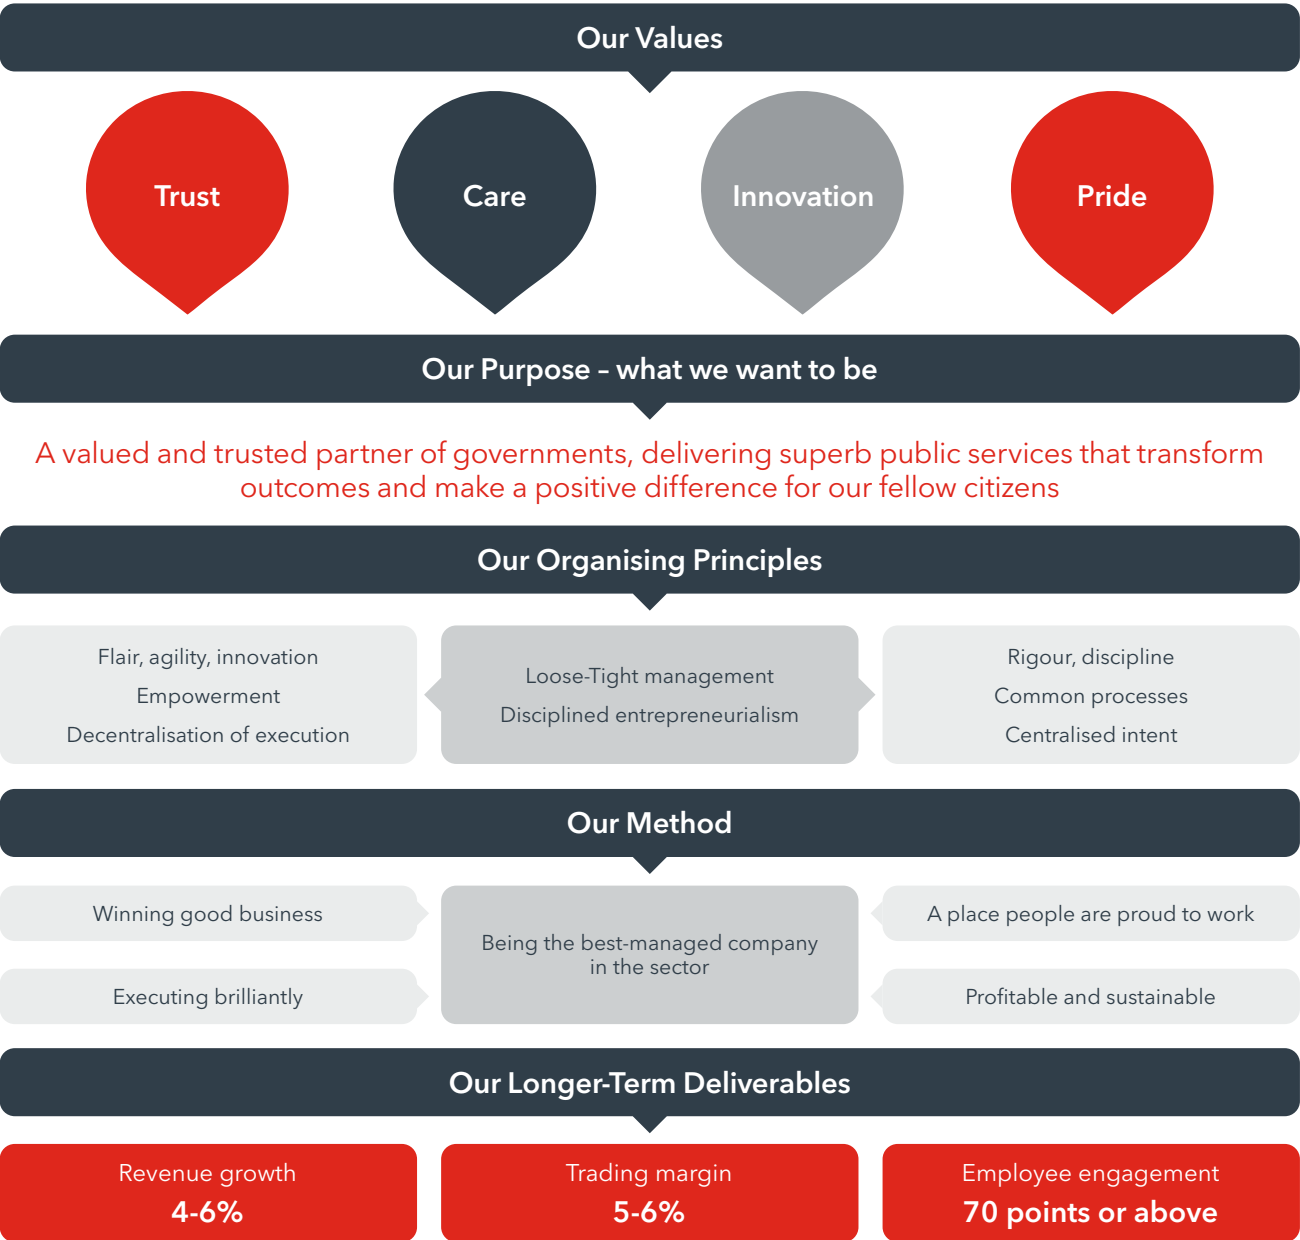 Our Values
Trust
Care
Innovation
Pride
Our Purpose – what we want to be
A valued and trusted partner of governments, delivering superb public services that transform
outcomes and make a positive difference for our fellow citizens
Our Organising Principles
Flair, agility, innovation
Empowerment
Decentralisation of execution
Loose-Tight management
Disciplined entrepreneurialism
Rigour, discipline
Common processes
Centralised intent
Our Method
Winning good business
Executing brilliantly
Being the best-managed company
in the sector
A place people are proud to work
Profitable and sustainable
Our Longer-Term Deliverables
Revenue growth
4-6%
Trading margin
5-6%
Employee engagement
70 points or above